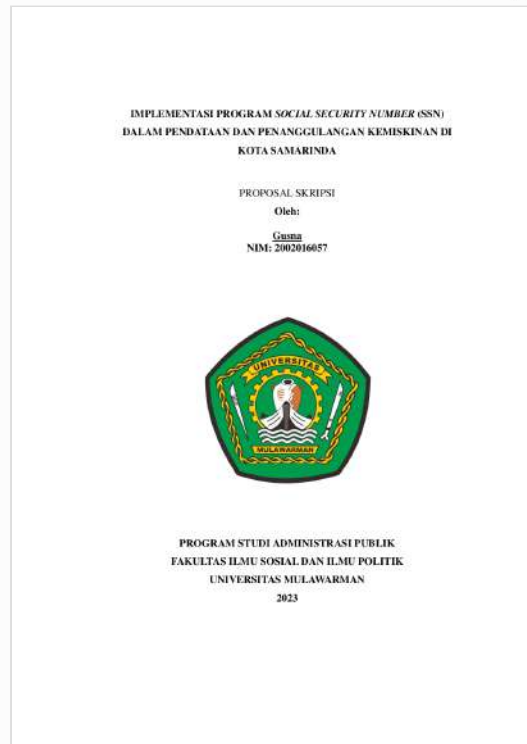 IMPLEMENTASI PROGRAM SOCIAL SECURITY NUMBER (SSN)
DALAM PENDATAAN DAN PENANGGULANGAN KEMISKINAN DI
KOTA SAMARINDA
PROPOSAL SKRIPSI
Oleh:
Gusna
NIM: 2002016057
UNIVERSITAS
MULAWARMAN
PROGRAM STUDI ADMINISTRASI PUBLIK
FAKULTAS ILMU SOSIAL DAN ILMU POLITIK
UNIVERSITAS MULAWARMAN
2023